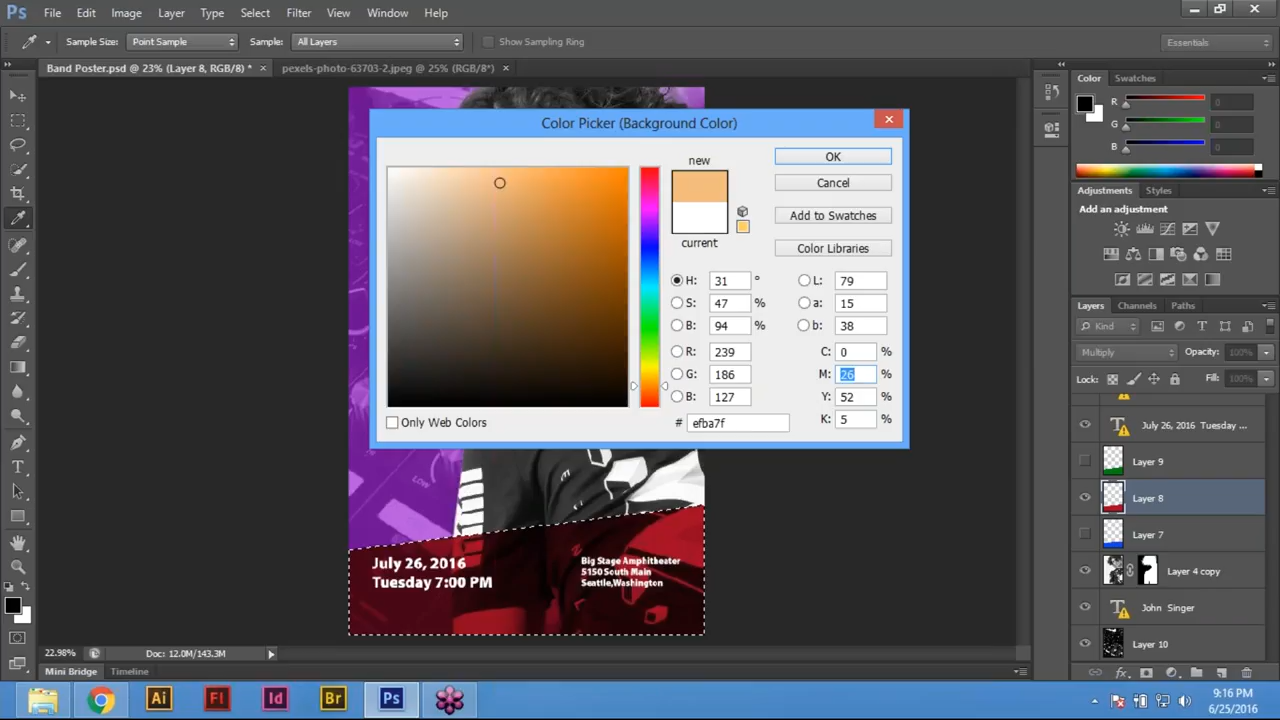 Ps File Edit Image Layer Type Select Filter View Window Help
Sample Size: Point Sample Sample: All Layers Show Sampling Ring Essentials
Band Poster.psd @ 23% (Layer 8, RGB/8) * × pexels-photo-63703-2.jpeg @ 25% (RGB/8*) ×
Color Swatches
R 0
G 0
B 0
Color Picker (Background Color)
new
current
OK
Cancel
Add to Swatches
Color Libraries
H: 31 °
S: 47 %
B: 94 %
R: 239
G: 186
B: 127
# efba7f
L: 79
a: 15
b: 38
C: 0 %
M: 26 %
Y: 52 %
K: 5 %
Only Web Colors
Adjustments Styles
Add an adjustment
Layers Channels Paths
Kind
Multiply Opacity: 100%
Lock: Fill: 100%
T July 26, 2016 Tuesday ...
Layer 9
Layer 8
Layer 7
Layer 4 copy
T John Singer
Layer 10
LOW
July 26, 2016
Tuesday 7:00 PM
Big Stage Amphitheater
5150 South Main
Seattle,Washington
22.98% Doc: 12.0M/143.3M
Mini Bridge Timeline
Ai Fl Id Br Ps
9:16 PM
6/25/2016